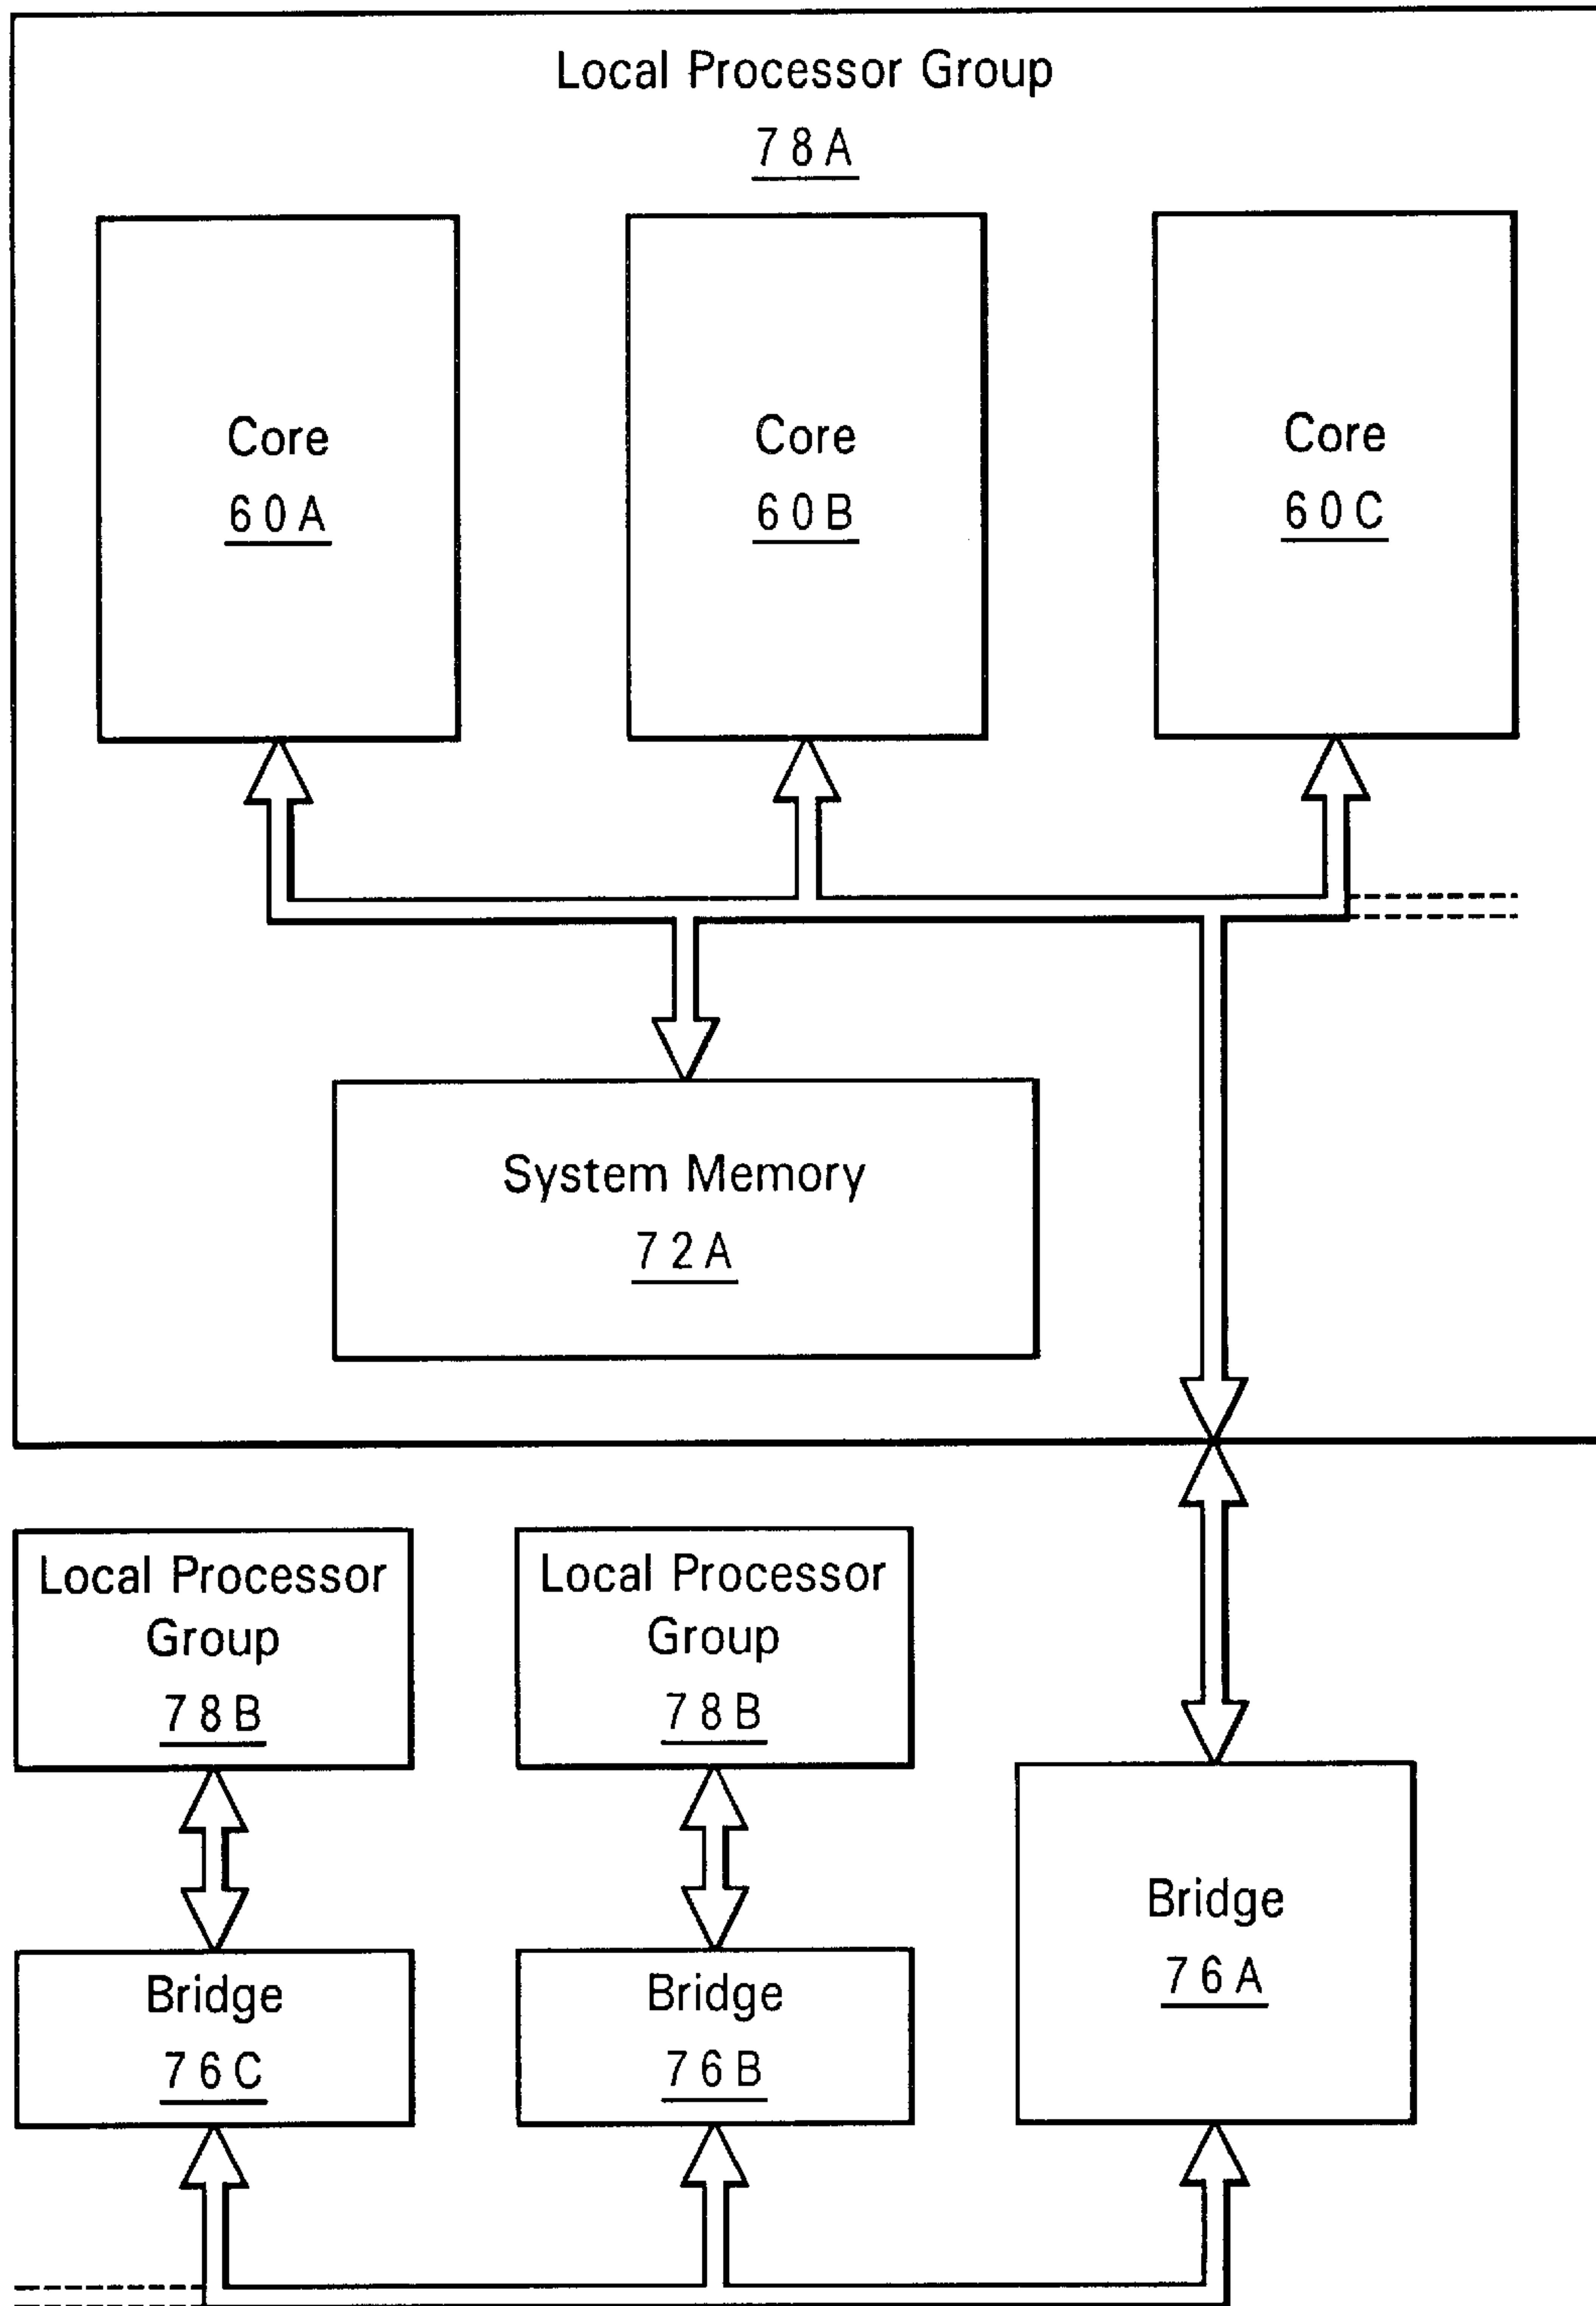 Local Processor Group
78A
Core
60A
Core
60B
Core
60C
System Memory
72A
Local Processor
Group
78B
Local Processor
Group
78B
Bridge
76A
Bridge
76C
Bridge
76B